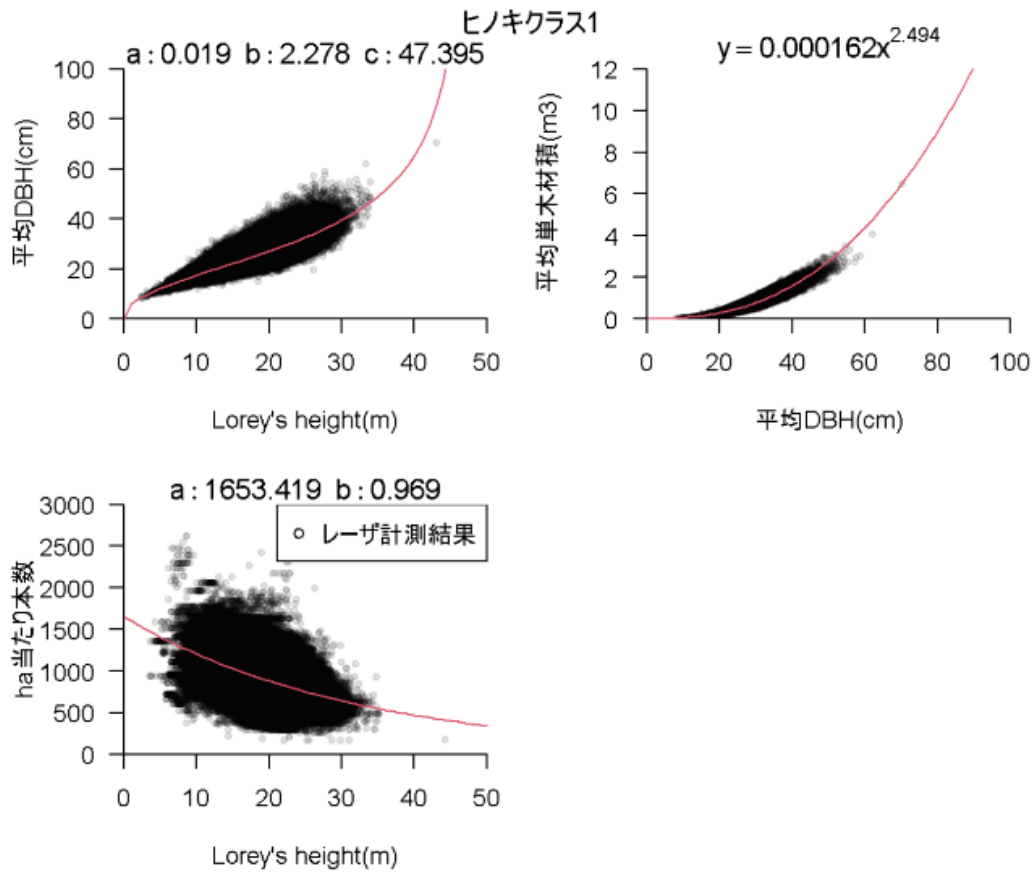 ヒノキクラス1
a : 0.019 b : 2.278 c : 47.395
100
80
60
40
20
0
平均DBH(cm)
0 10 20 30 40 50
Lorey's height(m)
y = 0.000162x^2.494
12
10
8
6
4
2
0
平均単木材積(m3)
0 20 40 60 80 100
平均DBH(cm)
a : 1653.419 b : 0.969
レーザ計測結果
3000
2500
2000
1500
1000
500
0
ha当たり本数
0 10 20 30 40 50
Lorey's height(m)